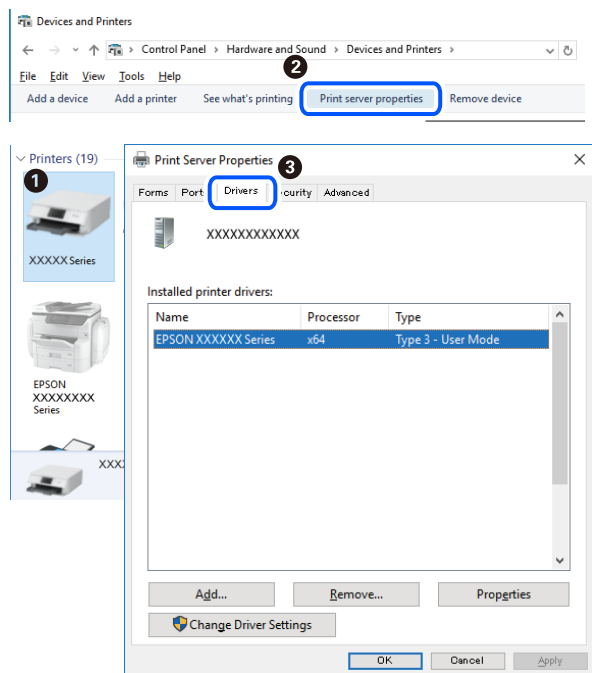 Devices and Printers
Control Panel > Hardware and Sound > Devices and Printers >
2
File Edit View Tools Help
Add a device Add a printer See what's printing Print server properties Remove device
Printers (19)
1
XXXXX Series
EPSON
XXXXXXXX
Series
XXX
Print Server Properties
3
Forms Port Drivers curity Advanced
XXXXXXXXXXXX
Installed printer drivers:
Name Processor Type
EPSON XXXXXX Series x64 Type 3 - User Mode
Add... Remove... Properties
Change Driver Settings
OK Cancel Apply